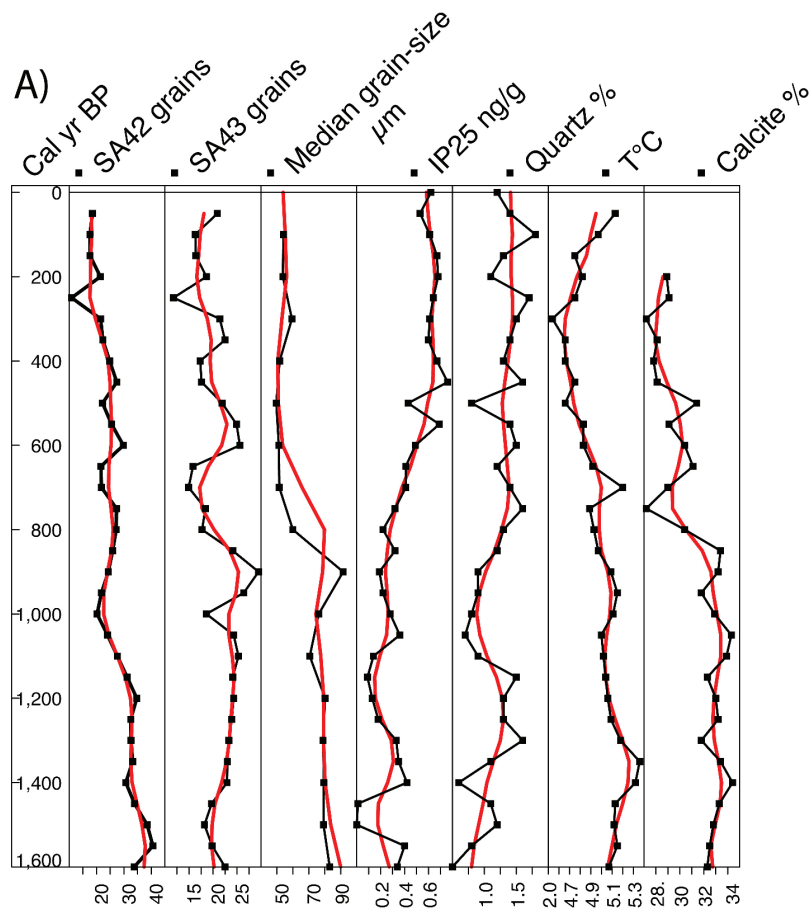 A)
Cal yr BP
SA42 grains
SA43 grains
Median grain-size
µm
IP25 ng/g
Quartz %
T°C
Calcite %
0
200
400
600
800
1,000
1,200
1,400
1,600
20 30 40 15 20 25 50 70 90 0.2 0.4 0.6 1.0 1.5 2.0 4.7 4.9 5.1 5.3 28. 30 32 34